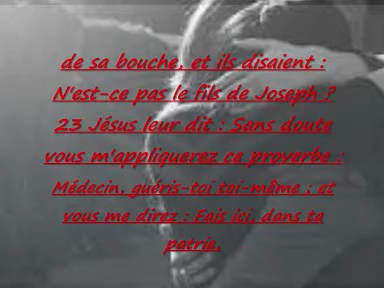 de sa bouche, et ils disaient :
N'est-ce pas le fils de Joseph ?
23 Jésus leur dit : Sans doute
vous m'appliquerez ce proverbe :
Médecin, guéris-toi toi-même ; et
vous me direz : Fais ici, dans ta
patrie,